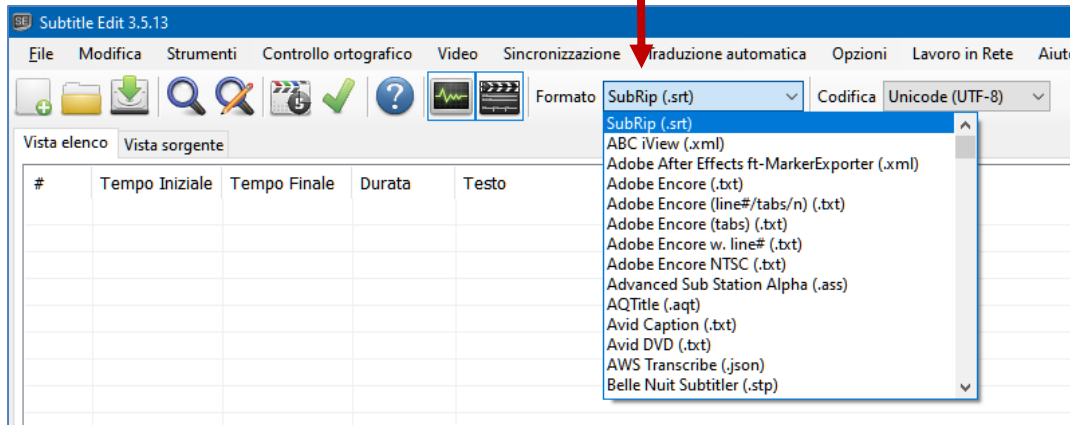 SE Subtitle Edit 3.5.13
File Modifica Strumenti Controllo ortografico Video Sincronizzazione Traduzione automatica Opzioni Lavoro in Rete
Formato SubRip (.srt) Codifica Unicode (UTF-8)
Vista elenco Vista sorgente
# Tempo Iniziale Tempo Finale Durata Testo
SubRip (.srt)
ABC iView (.xml)
Adobe After Effects ft-MarkerExporter (.xml)
Adobe Encore (.txt)
Adobe Encore (line#/tabs/n) (.txt)
Adobe Encore (tabs) (.txt)
Adobe Encore w. line# (.txt)
Adobe Encore NTSC (.txt)
Advanced Sub Station Alpha (.ass)
AQTitle (.aqt)
Avid Caption (.txt)
Avid DVD (.txt)
AWS Transcribe (.json)
Belle Nuit Subtitler (.stp)